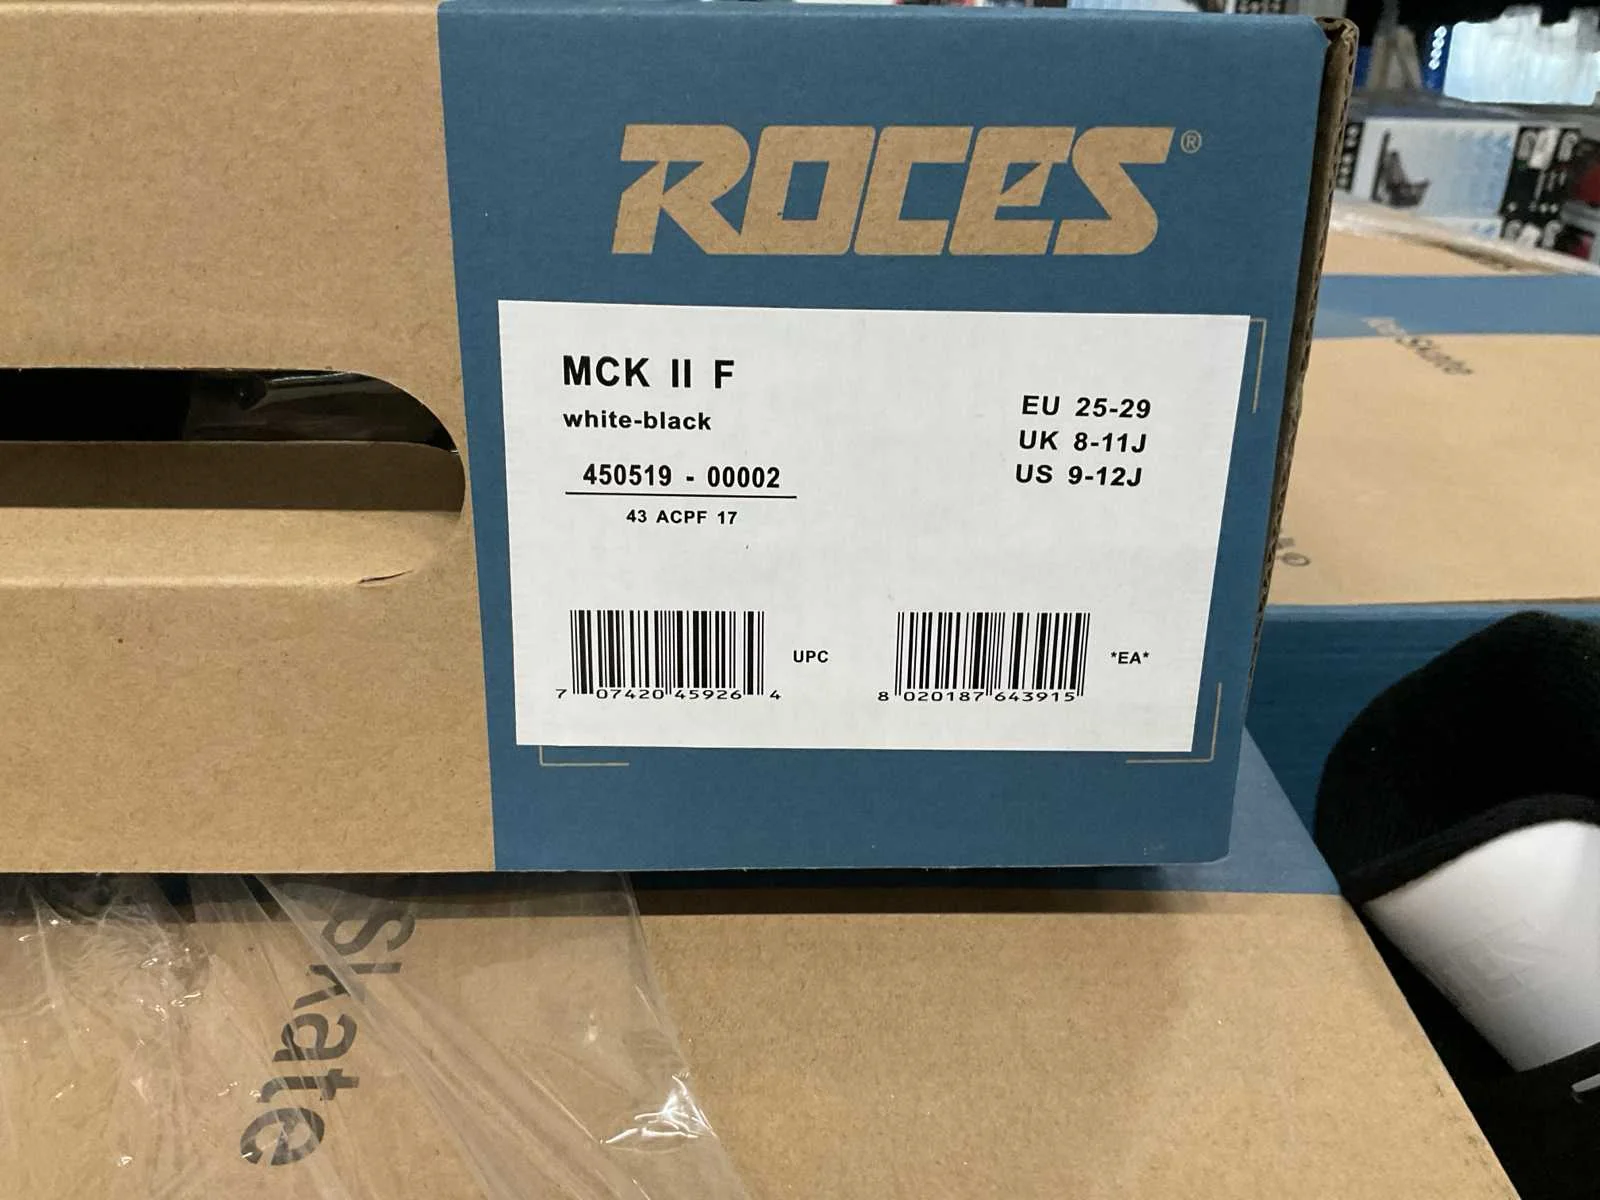 ROCES®
MCK II F
white-black
450519 - 00002
43 ACPF 17
EU 25-29
UK 8-11J
US 9-12J
7 07420 45926 4
UPC
8 020187 643915
*EA*
Skate
Skate